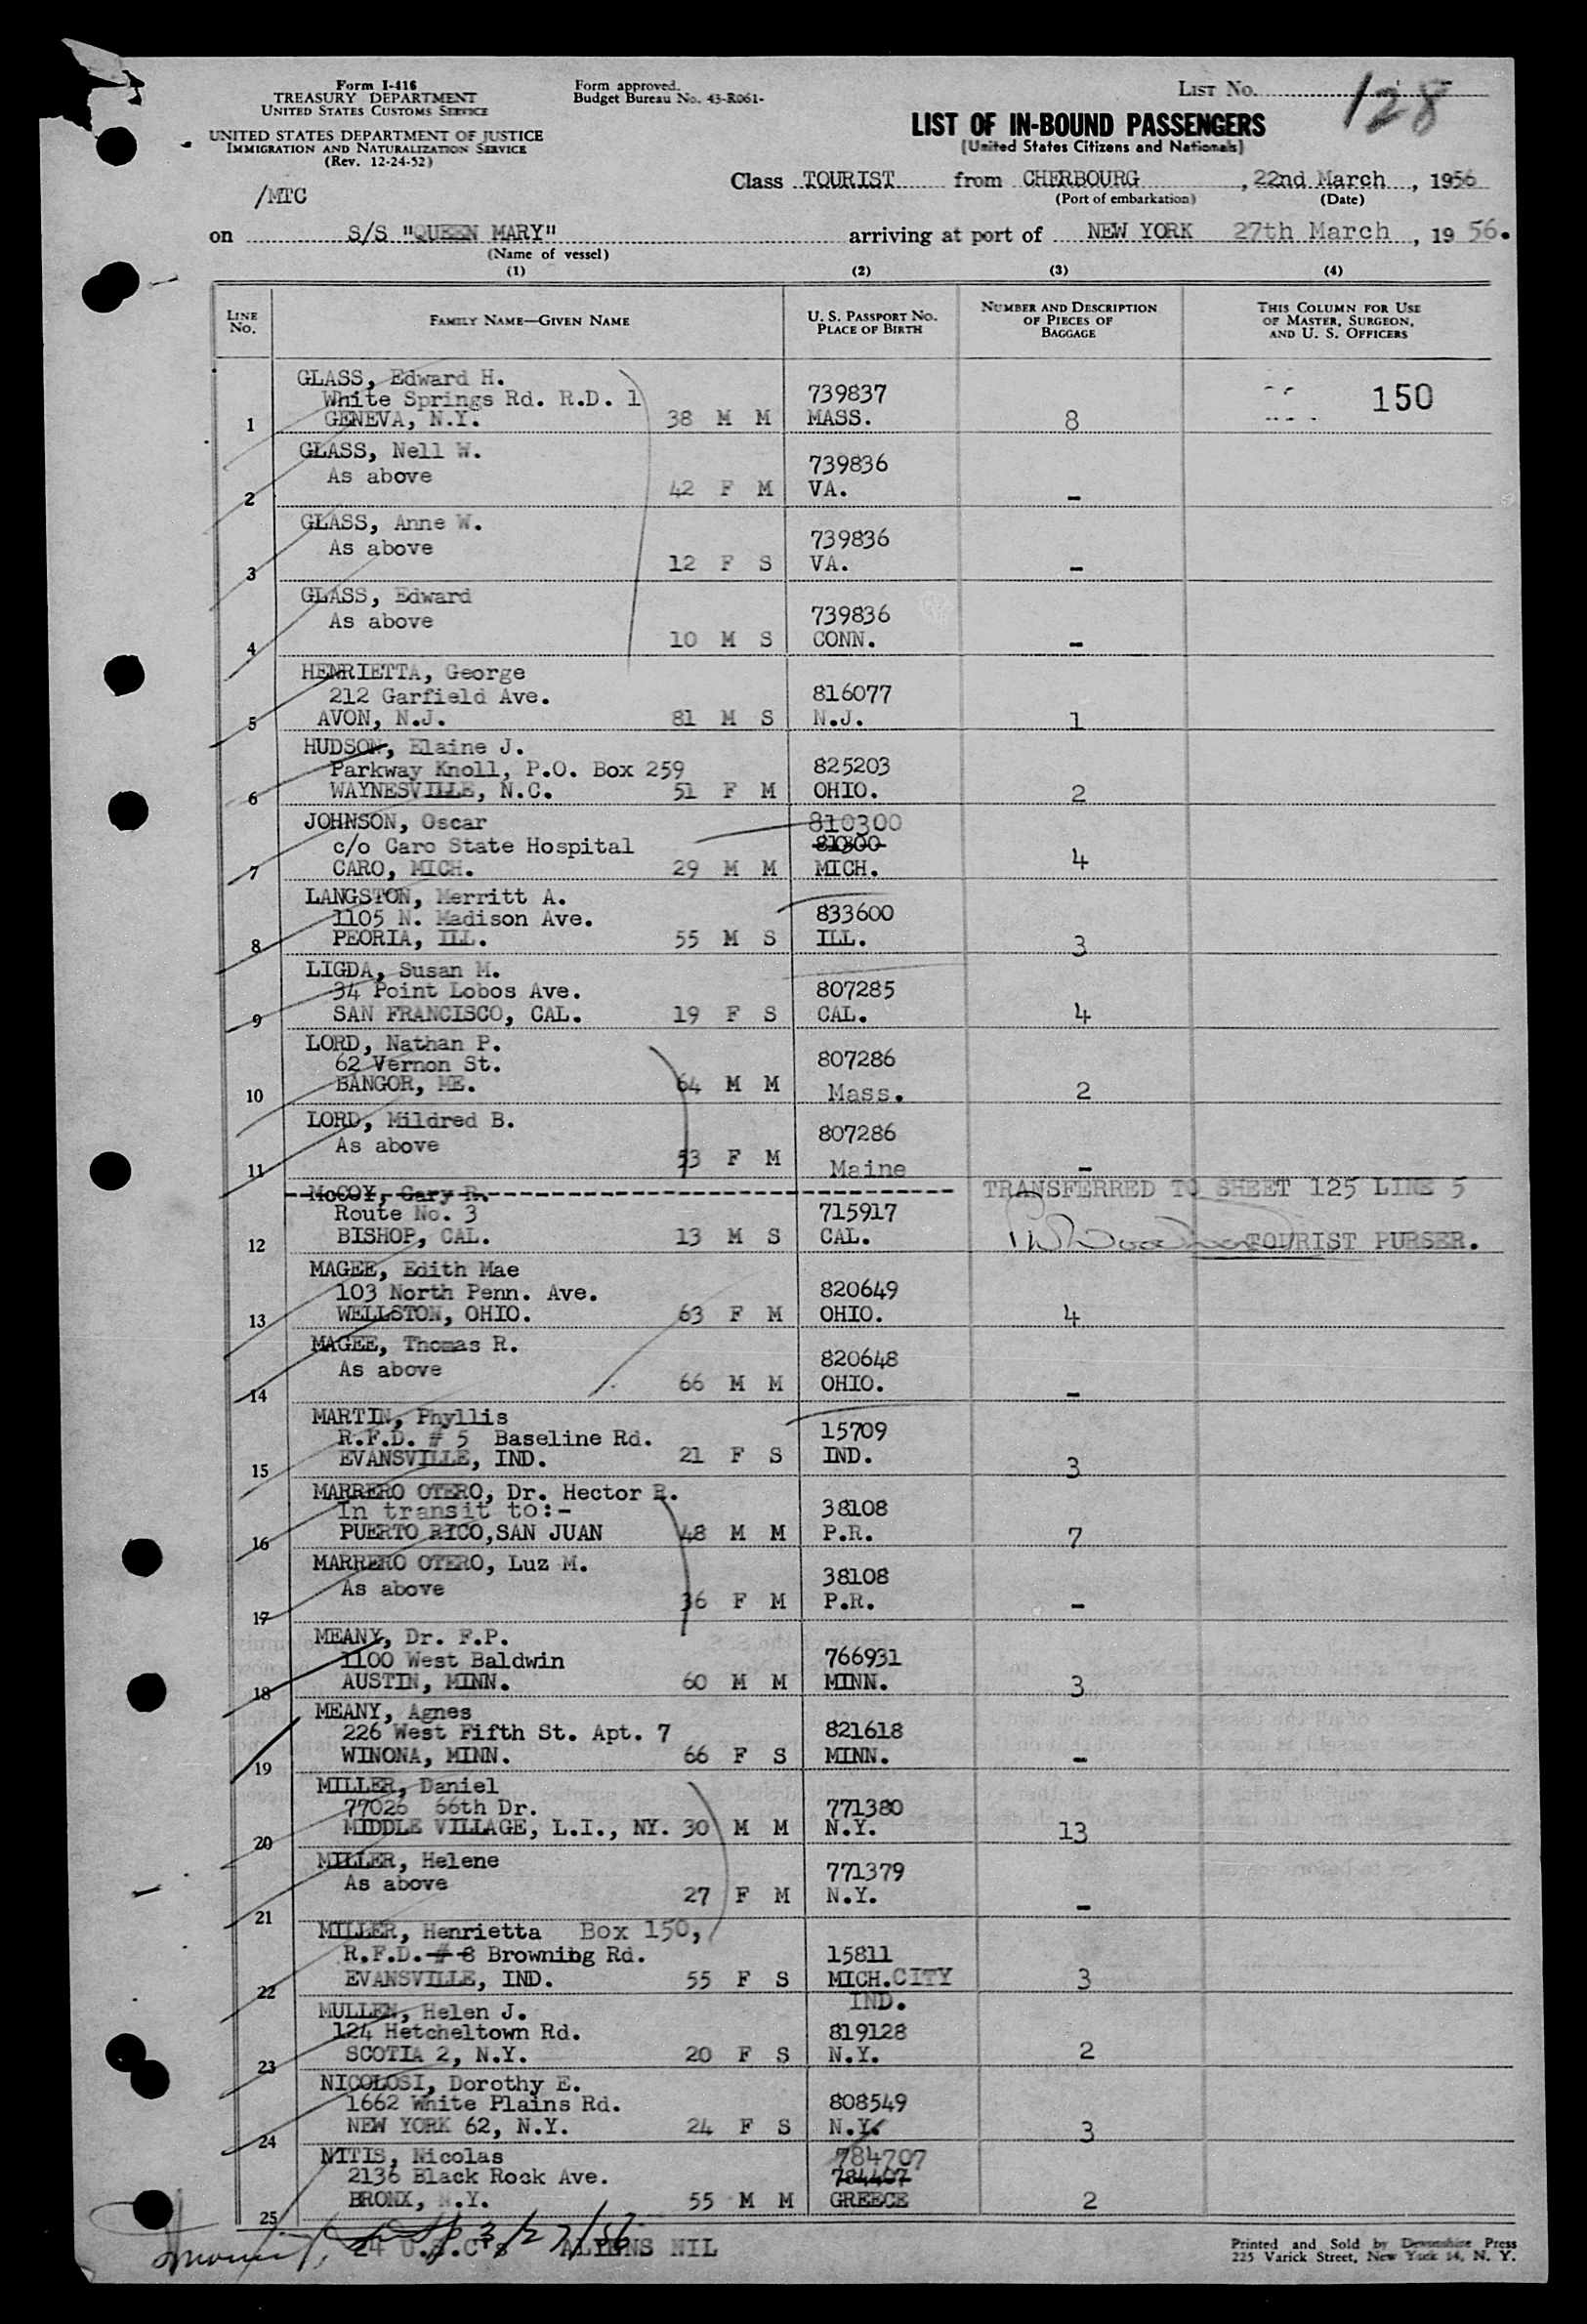 Form I-416
TREASURY DEPARTMENT
UNITED STATES CUSTOMS SERVICE
UNITED STATES DEPARTMENT OF JUSTICE
IMMIGRATION AND NATURALIZATION SERVICE
(Rev. 12-24-52)
Form approved.
Budget Bureau No. 43-R061-
LIST No. 128
LIST OF IN-BOUND PASSENGERS
(United States Citizens and Nationals)
/MTC
Class TOURIST from CHERBOURG, 22nd March, 1956
(Port of embarkation) (Date)
on S/S "QUEEN MARY" arriving at port of NEW YORK 27th March, 19 56.
(Name of vessel)
(1) (2) (3) (4)
LINE No. FAMILY NAME—GIVEN NAME U. S. PASSPORT NO. PLACE OF BIRTH NUMBER AND DESCRIPTION OF PIECES OF BAGGAGE THIS COLUMN FOR USE OF MASTER, SURGEON, AND U. S. OFFICERS
GLASS, Edward H.
White Springs Rd. R.D. 1 739837 150
1 GENEVA, N.Y. 38 M M MASS. 8
GLASS, Nell W.
As above 739836
2 42 F M VA. -
GLASS, Anne W.
As above 739836
3 12 F S VA. -
GLASS, Edward
As above 739836
4 10 M S CONN. -
HENRIETTA, George
212 Garfield Ave. 816077
5 AVON, N.J. 81 M S N.J. 1
HUDSON, Elaine J.
Parkway Knoll, P.O. Box 259 825203
6 WAYNESVILLE, N.C. 51 F M OHIO. 2
JOHNSON, Oscar 810300
c/o Caro State Hospital 81300
7 CARO, MICH. 29 M M MICH. 4
LANGSTON, Merritt A.
1105 N. Madison Ave. 833600
8 PEORIA, ILL. 55 M S ILL. 3
LIGDA, Susan M.
34 Point Lobos Ave. 807285
9 SAN FRANCISCO, CAL. 19 F S CAL. 4
LORD, Nathan P.
62 Vernon St. 807286
10 BANGOR, ME. 64 M M Mass. 2
LORD, Mildred B.
As above 807286
11 53 F M Maine -
McCOY, Gary R. TRANSFERRED TO SHEET 125 LINE 5
Route No. 3 715917
12 BISHOP, CAL. 13 M S CAL. TOURIST PURSER.
MAGEE, Edith Mae
103 North Penn. Ave. 820649
13 WELLSTON, OHIO. 63 F M OHIO. 4
MAGEE, Thomas R.
As above 820648
14 66 M M OHIO. -
MARTIN, Phyllis
R.F.D. # 5 Baseline Rd. 15709
15 EVANSVILLE, IND. 21 F S IND. 3
MARRERO OTERO, Dr. Hector R.
In transit to:- 38108
16 PUERTO RICO,SAN JUAN 48 M M P.R. 7
MARRERO OTERO, Luz M.
As above 38108
17 36 F M P.R. -
MEANY, Dr. F.P.
1100 West Baldwin 766931
18 AUSTIN, MINN. 60 M M MINN. 3
MEANY, Agnes
226 West Fifth St. Apt. 7 821618
19 WINONA, MINN. 66 F S MINN. -
MILLER, Daniel
77026 66th Dr. 771380
20 MIDDLE VILLAGE, L.I., NY. 30 M M N.Y. 13
MILLER, Helene
As above 771379
21 27 F M N.Y. -
MILLER, Henrietta Box 150,
R.F.D. # 8 Browning Rd. 15811
22 EVANSVILLE, IND. 55 F S MICH.CITY 3
IND.
MULLEN, Helen J.
124 Hetcheltown Rd. 819128
23 SCOTIA 2, N.Y. 20 F S N.Y. 2
NICOLOSI, Dorothy E.
1662 White Plains Rd. 808549
24 NEW YORK 62, N.Y. 24 F S N.Y. 3
NITIS, Nicolas 784707
2136 Black Rock Ave. 784407
25 BRONX, N.Y. 55 M M GREECE 2
3/27/56
24 U.S.C's ALIENS NIL
Printed and Sold by Devonshire Press
225 Varick Street, New York 14, N. Y.